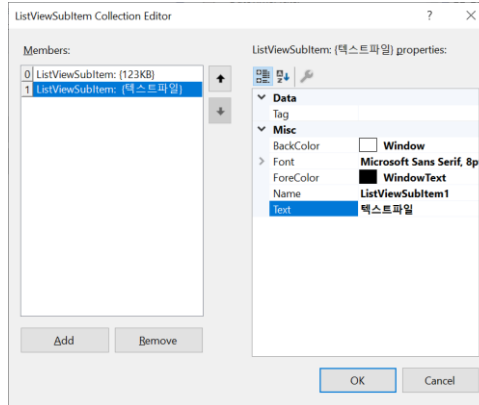 ListViewSubItem Collection Editor
? ×
Members:
ListViewSubItem: {텍스트파일} properties:
0 ListViewSubItem: {123KB}
1 ListViewSubItem: {텍스트파일}
Data
Tag
Misc
BackColor Window
Font Microsoft Sans Serif, 8p
ForeColor WindowText
Name ListViewSubItem1
Text 텍스트파일
Add Remove
OK Cancel